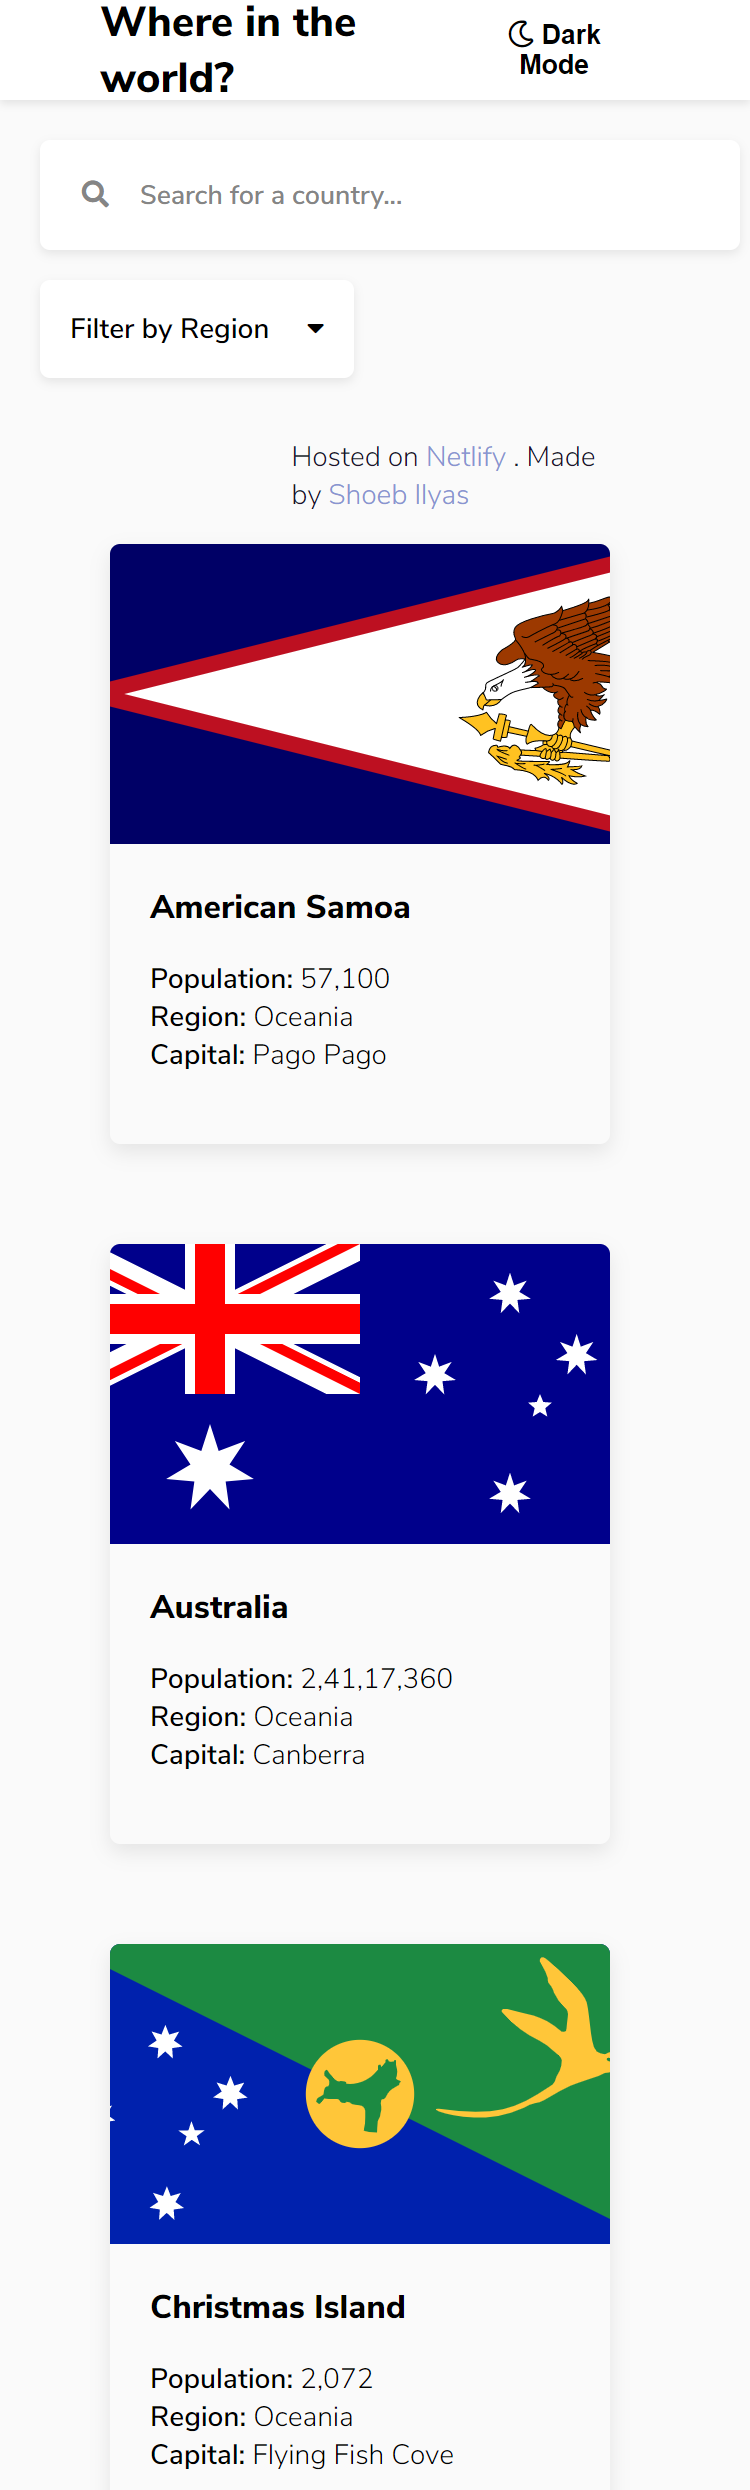 Where in the
world?
Dark
Mode
Search for a country...
Filter by Region
Hosted on Netlify . Made
by Shoeb Ilyas
American Samoa
Population: 57,100
Region: Oceania
Capital: Pago Pago
Australia
Population: 2,41,17,360
Region: Oceania
Capital: Canberra
Christmas Island
Population: 2,072
Region: Oceania
Capital: Flying Fish Cove